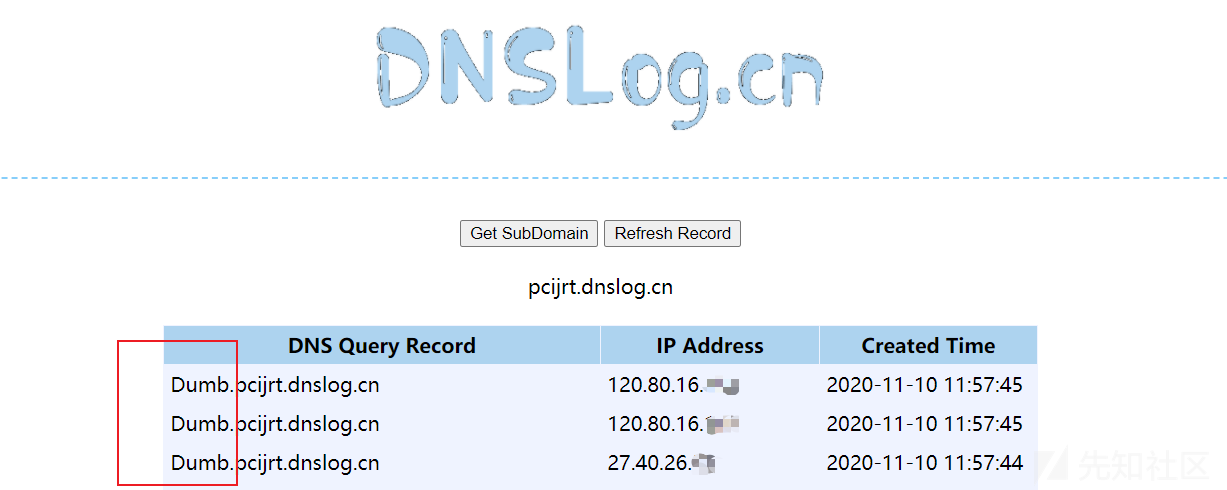 DNSLog.cn
Get SubDomain Refresh Record
pcijrt.dnslog.cn
DNS Query Record IP Address Created Time
Dumb.pcijrt.dnslog.cn 120.80.16. 2020-11-10 11:57:45
Dumb.pcijrt.dnslog.cn 120.80.16. 2020-11-10 11:57:45
Dumb.pcijrt.dnslog.cn 27.40.26. 2020-11-10 11:57:44
先知社区